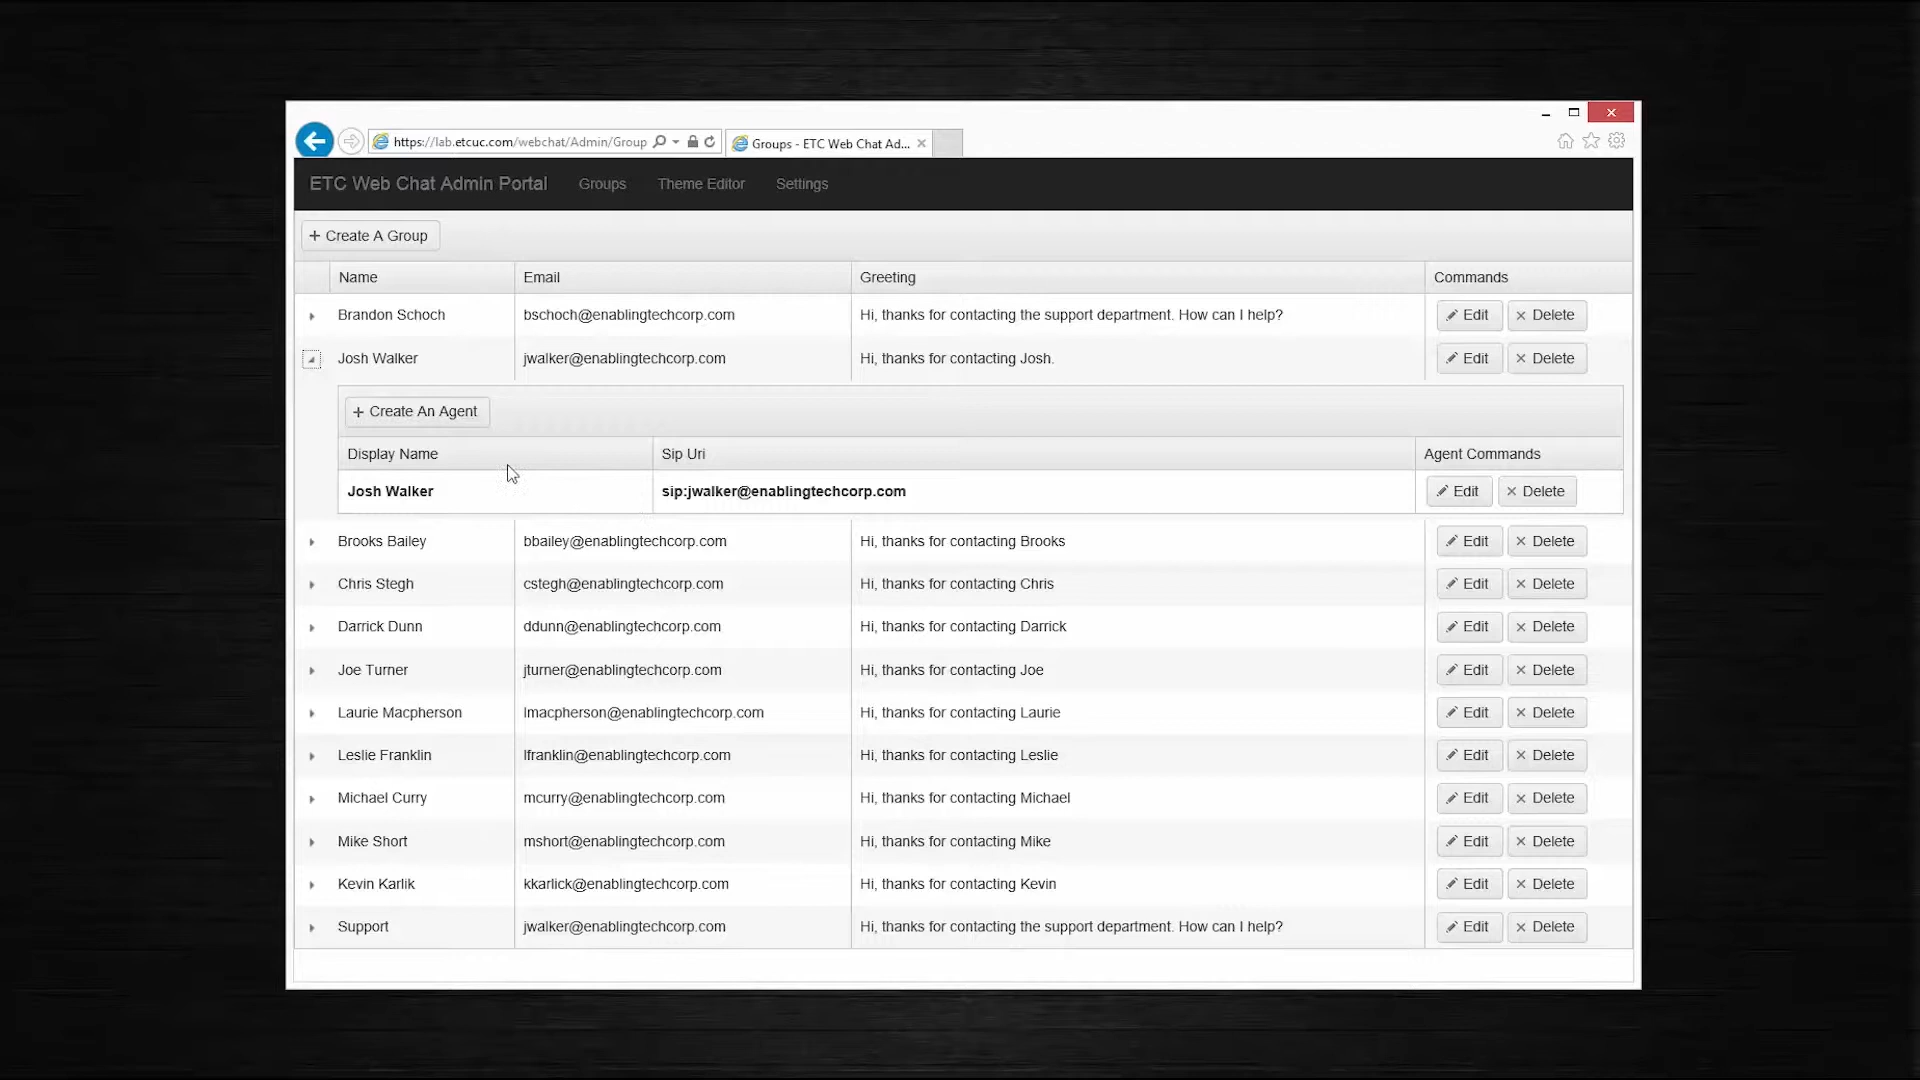 https://lab.etcuc.com/webchat/Admin/Group
Groups - ETC Web Chat Ad...
ETC Web Chat Admin Portal Groups Theme Editor Settings
+ Create A Group
Name Email Greeting Commands
Brandon Schoch bschoch@enablingtechcorp.com Hi, thanks for contacting the support department. How can I help? Edit Delete
Josh Walker jwalker@enablingtechcorp.com Hi, thanks for contacting Josh. Edit Delete
+ Create An Agent
Display Name Sip Uri Agent Commands
Josh Walker sip:jwalker@enablingtechcorp.com Edit Delete
Brooks Bailey bbailey@enablingtechcorp.com Hi, thanks for contacting Brooks Edit Delete
Chris Stegh cstegh@enablingtechcorp.com Hi, thanks for contacting Chris Edit Delete
Darrick Dunn ddunn@enablingtechcorp.com Hi, thanks for contacting Darrick Edit Delete
Joe Turner jturner@enablingtechcorp.com Hi, thanks for contacting Joe Edit Delete
Laurie Macpherson lmacpherson@enablingtechcorp.com Hi, thanks for contacting Laurie Edit Delete
Leslie Franklin lfranklin@enablingtechcorp.com Hi, thanks for contacting Leslie Edit Delete
Michael Curry mcurry@enablingtechcorp.com Hi, thanks for contacting Michael Edit Delete
Mike Short mshort@enablingtechcorp.com Hi, thanks for contacting Mike Edit Delete
Kevin Karlik kkarlick@enablingtechcorp.com Hi, thanks for contacting Kevin Edit Delete
Support jwalker@enablingtechcorp.com Hi, thanks for contacting the support department. How can I help? Edit Delete